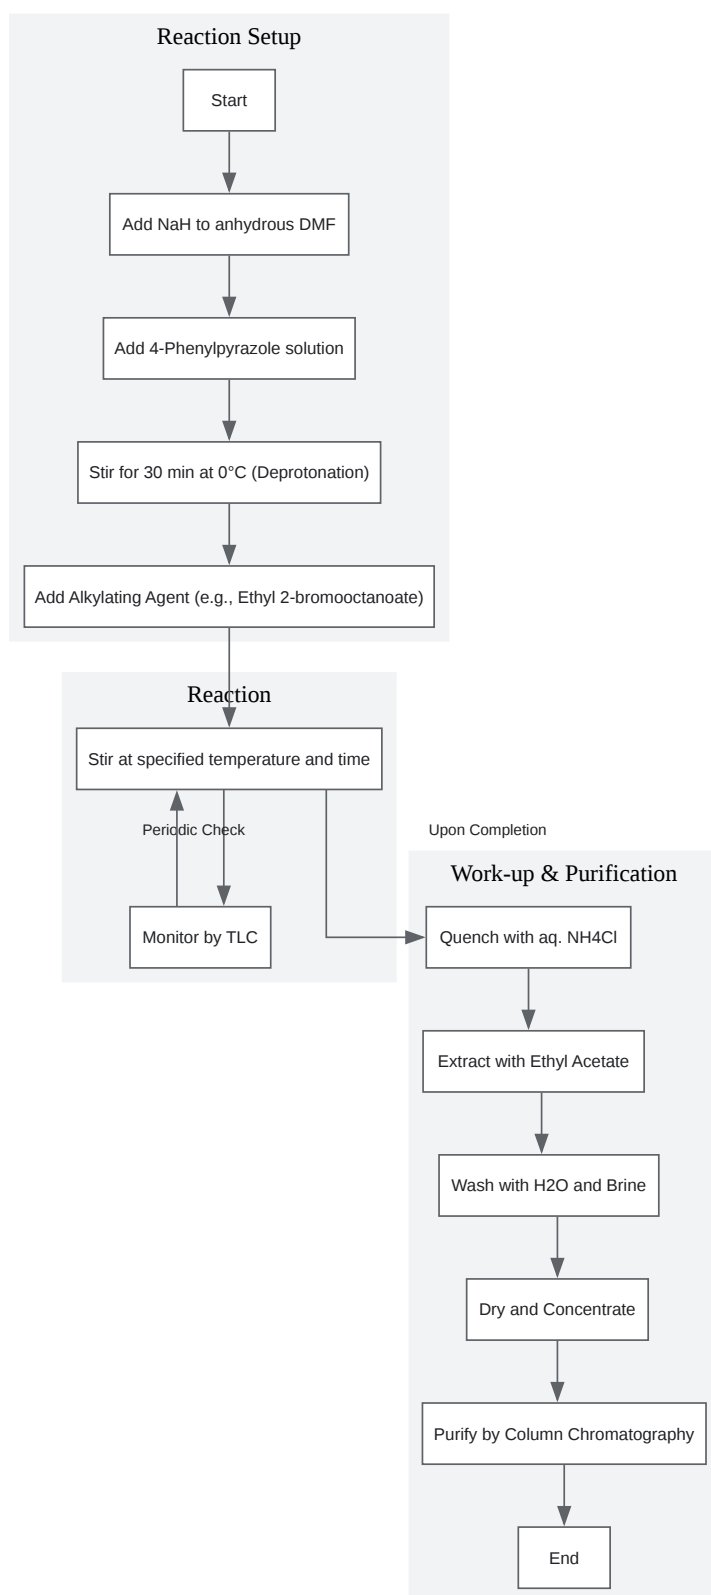 Reaction Setup
Start
Add NaH to anhydrous DMF
Add 4-Phenylpyrazole solution
Stir for 30 min at 0°C (Deprotonation)
Add Alkylating Agent (e.g., Ethyl 2-bromooctanoate)
Reaction
Stir at specified temperature and time
Periodic Check
Upon Completion
Monitor by TLC
Work-up & Purification
Quench with aq. NH4Cl
Extract with Ethyl Acetate
Wash with H2O and Brine
Dry and Concentrate
Purify by Column Chromatography
End